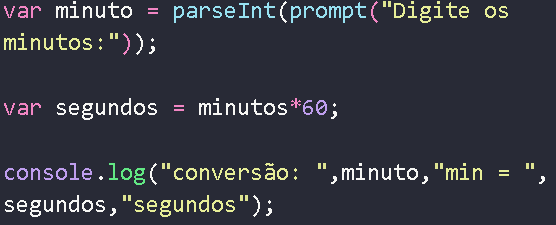 var minuto = parseInt(prompt("Digite os
minutos:"));
var segundos = minutos*60;
console.log("conversão: ",minuto,"min = ",
segundos,"segundos");